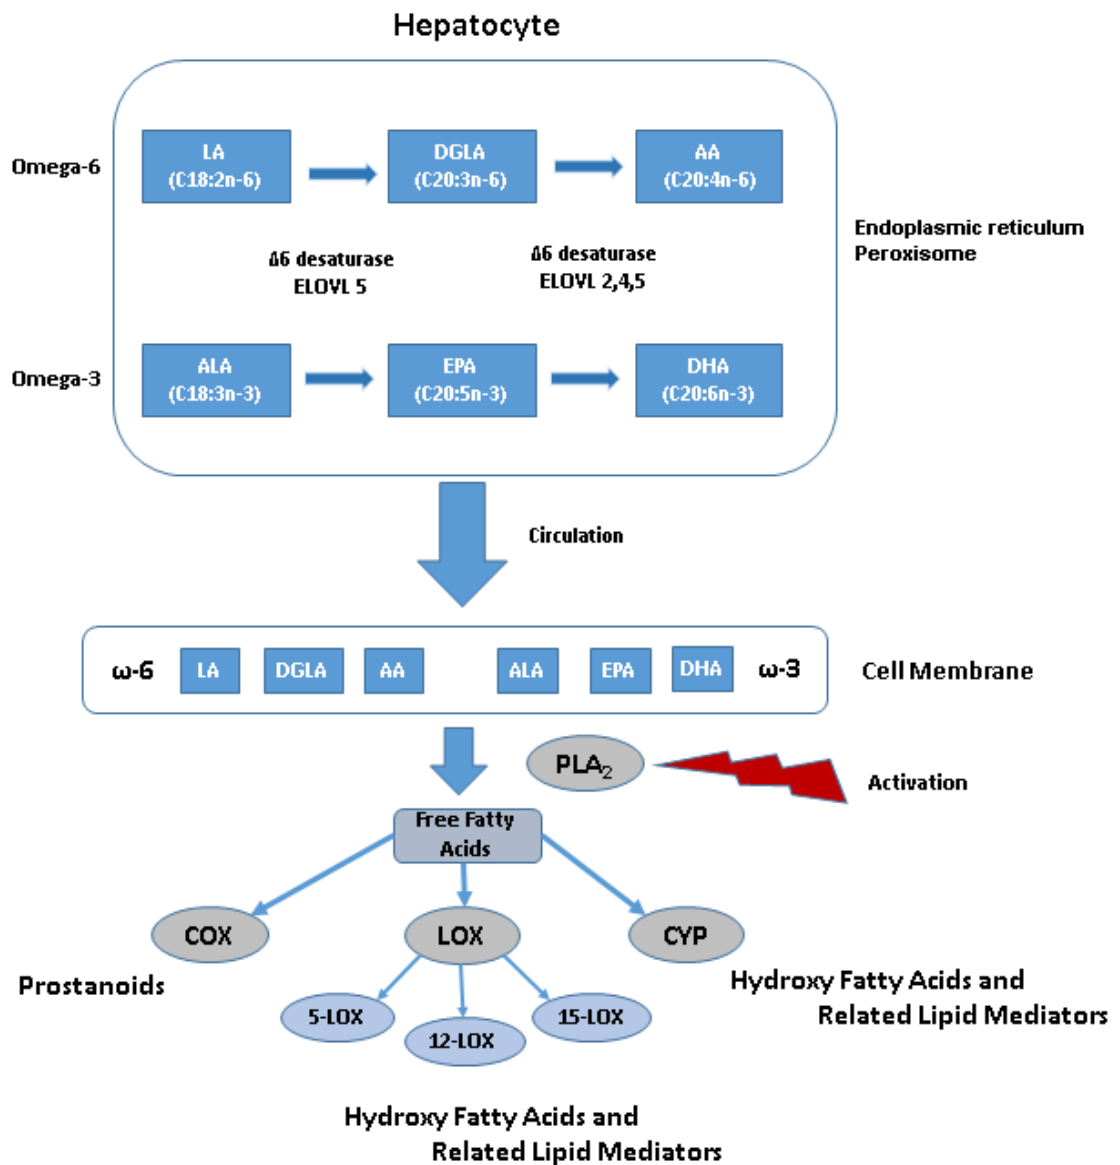 Hepatocyte
Omega-6
LA
(C18:2n-6)
DGLA
(C20:3n-6)
AA
(C20:4n-6)
Endoplasmic reticulum
Peroxisome
Δ6 desaturase
ELOVL 5
Δ6 desaturase
ELOVL 2,4,5
Omega-3
ALA
(C18:3n-3)
EPA
(C20:5n-3)
DHA
(C20:6n-3)
Circulation
ω-6
LA
DGLA
AA
ALA
EPA
DHA
ω-3
Cell Membrane
PLA₂
Activation
Free Fatty
Acids
COX
LOX
CYP
Prostanoids
Hydroxy Fatty Acids and
Related Lipid Mediators
5-LOX
12-LOX
15-LOX
Hydroxy Fatty Acids and
Related Lipid Mediators